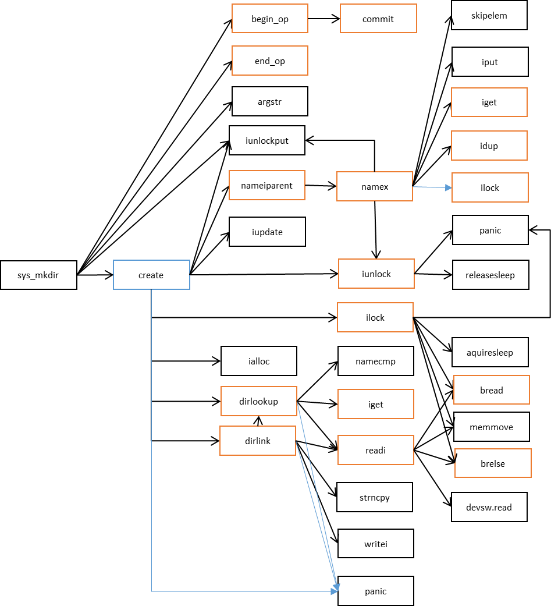 skipelem
begin_op
commit
end_op
iput
argstr
iget
iunlockput
idup
nameiparent
namex
ilock
iupdate
panic
sys_mkdir
create
iunlock
releasesleep
ilock
ialloc
namecmp
aquiresleep
dirlookup
iget
bread
dirlink
readi
memmove
brelse
strncpy
devsw.read
writei
panic